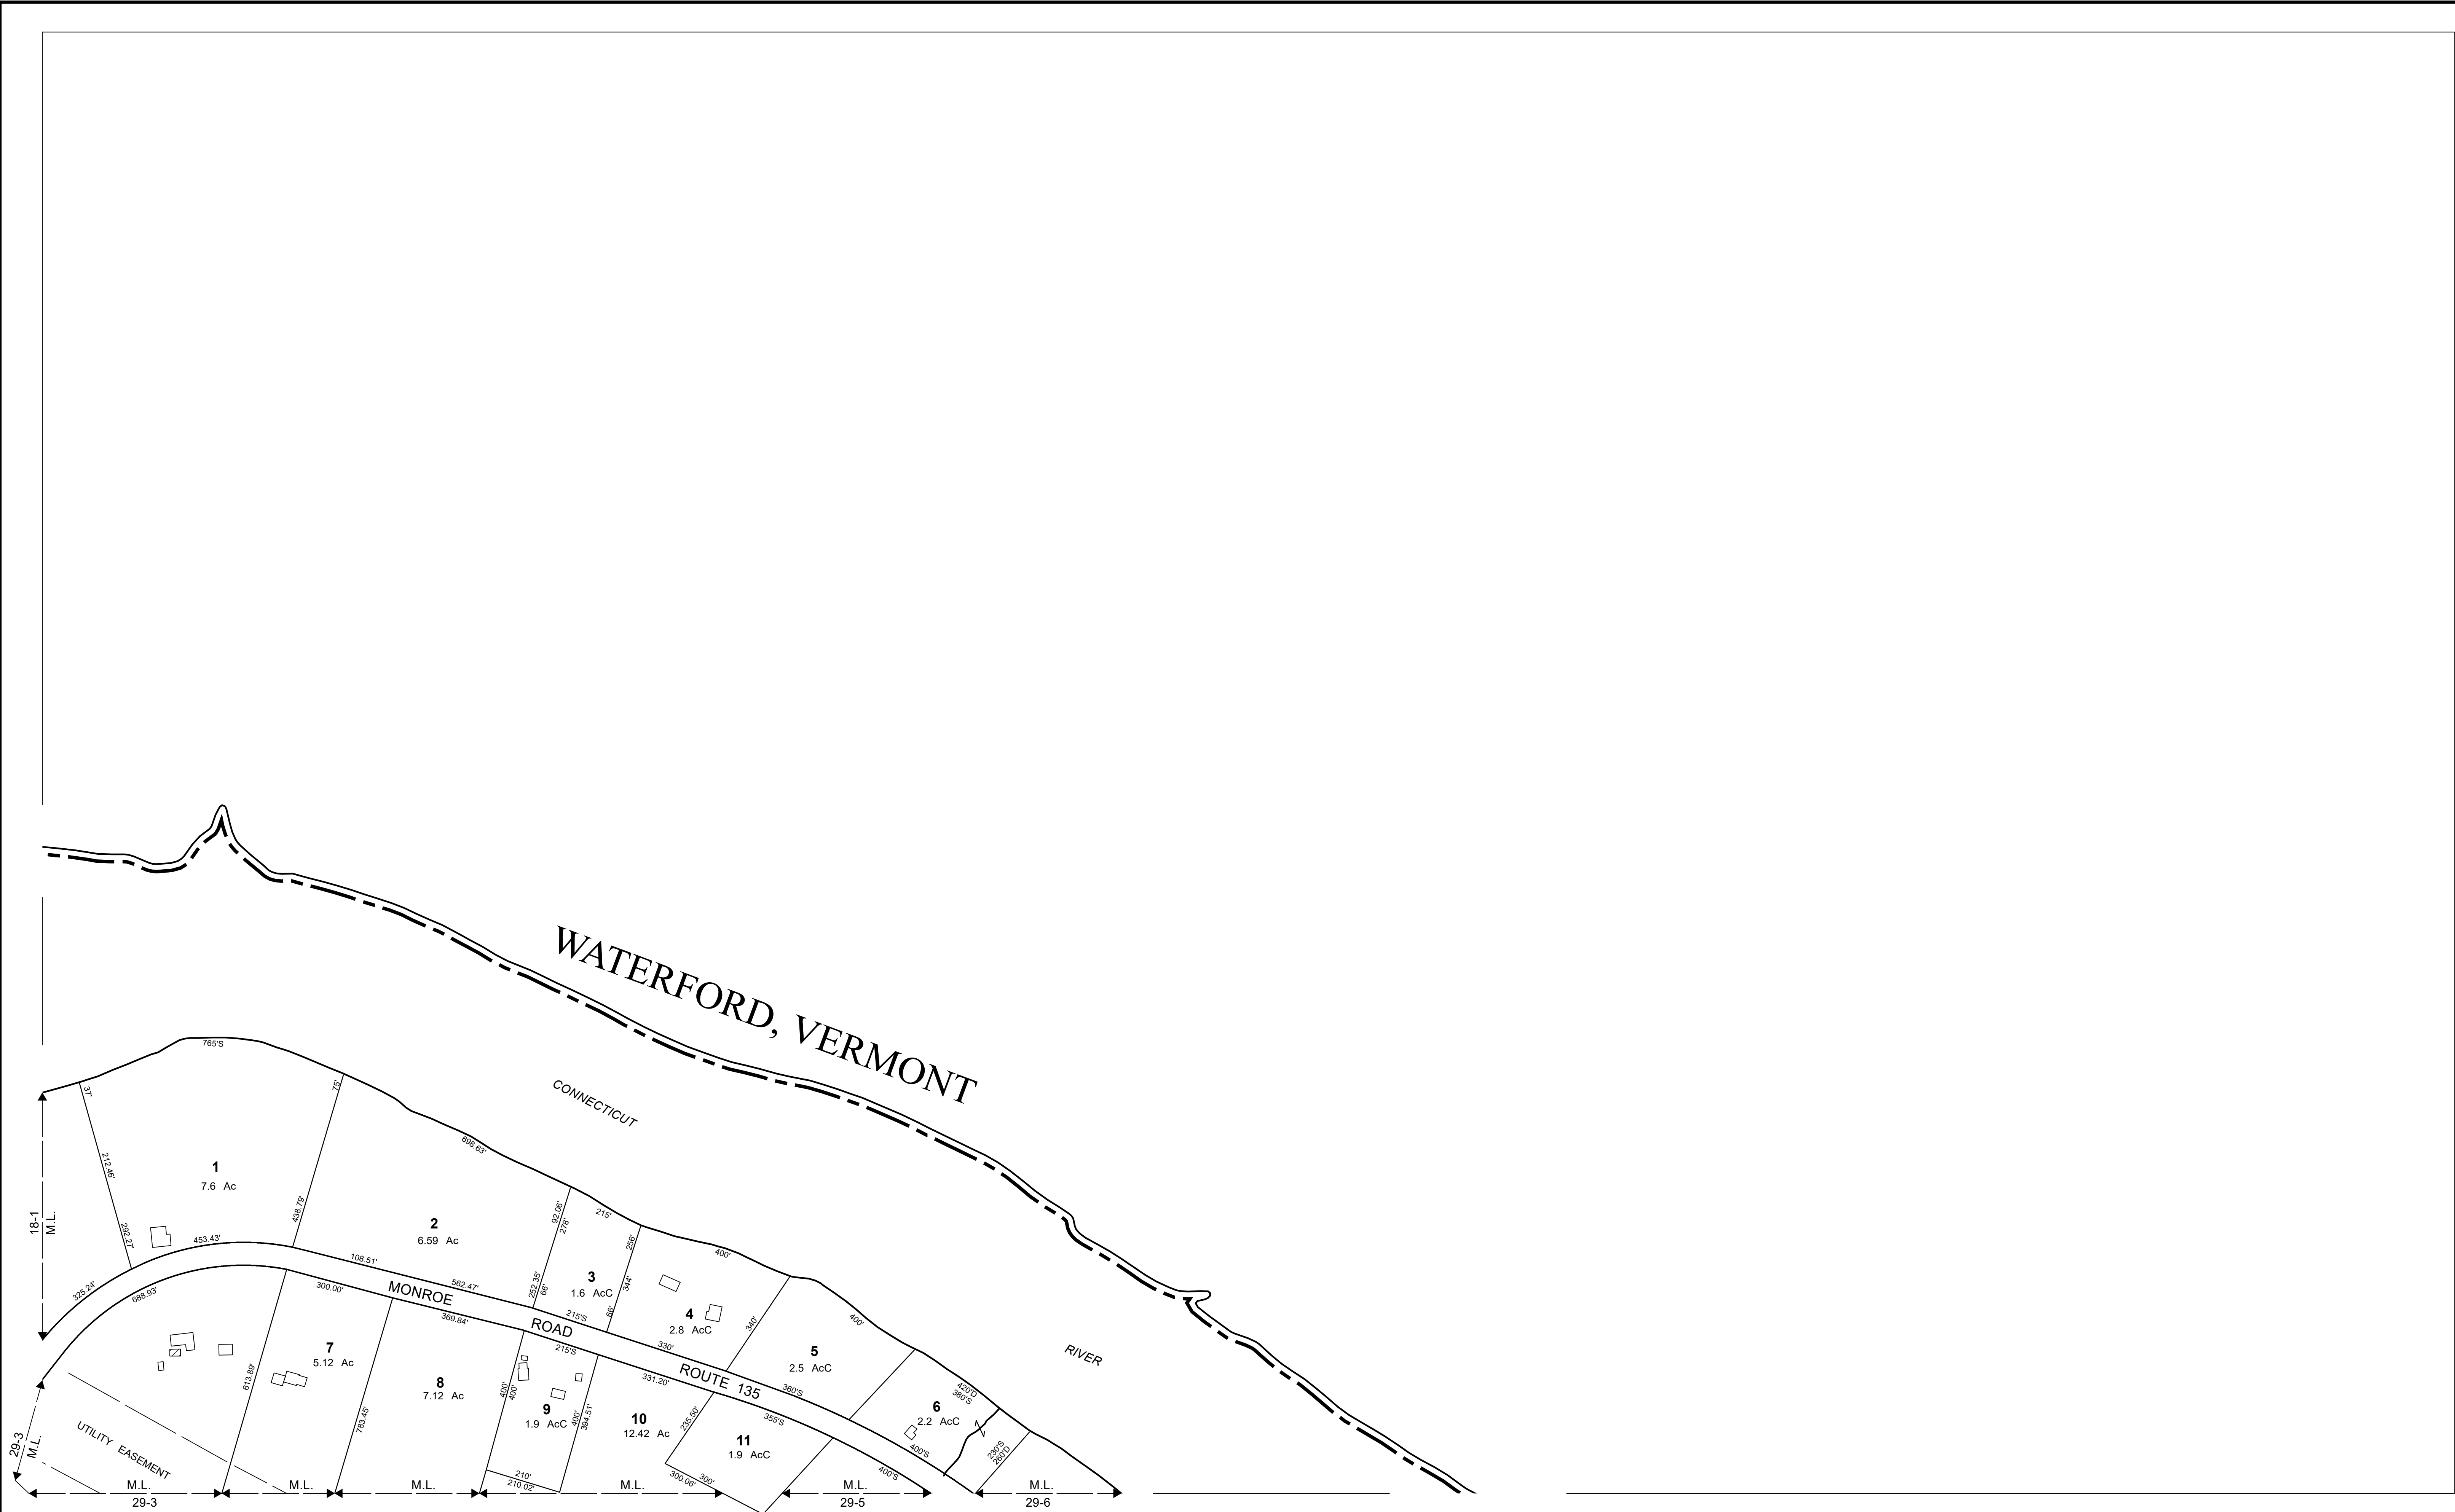 WATERFORD, VERMONT
CONNECTICUT
RIVER
765'S
37'
75'
212.46'
292.27'
1
7.6 Ac
438.79'
453.43'
18-1
M.L.
325.24'
688.93'
698.63'
2
6.59 Ac
108.51'
562.47'
92.06'
278'
252.35'
66'
215'
3
1.6 AcC
256'
344'
66'
215'S
400'
4
2.8 AcC
330'
340'
400'
5
2.5 AcC
360'S
420'D
380'S
6
2.2 AcC
Z
230'S
260'D
400'S
MONROE
ROAD
ROUTE 135
300.00'
7
5.12 Ac
613.89'
369.84'
8
7.12 Ac
783.45'
215'S
400'
400'
9
1.9 AcC
400'
394.51'
210'
210.02'
331.20'
10
12.42 Ac
235.50'
355'S
11
1.9 AcC
300'
300.06'
400'S
29-3
M.L.
UTILITY EASEMENT
M.L.
29-3
M.L.
M.L.
M.L.
M.L.
29-5
M.L.
29-6